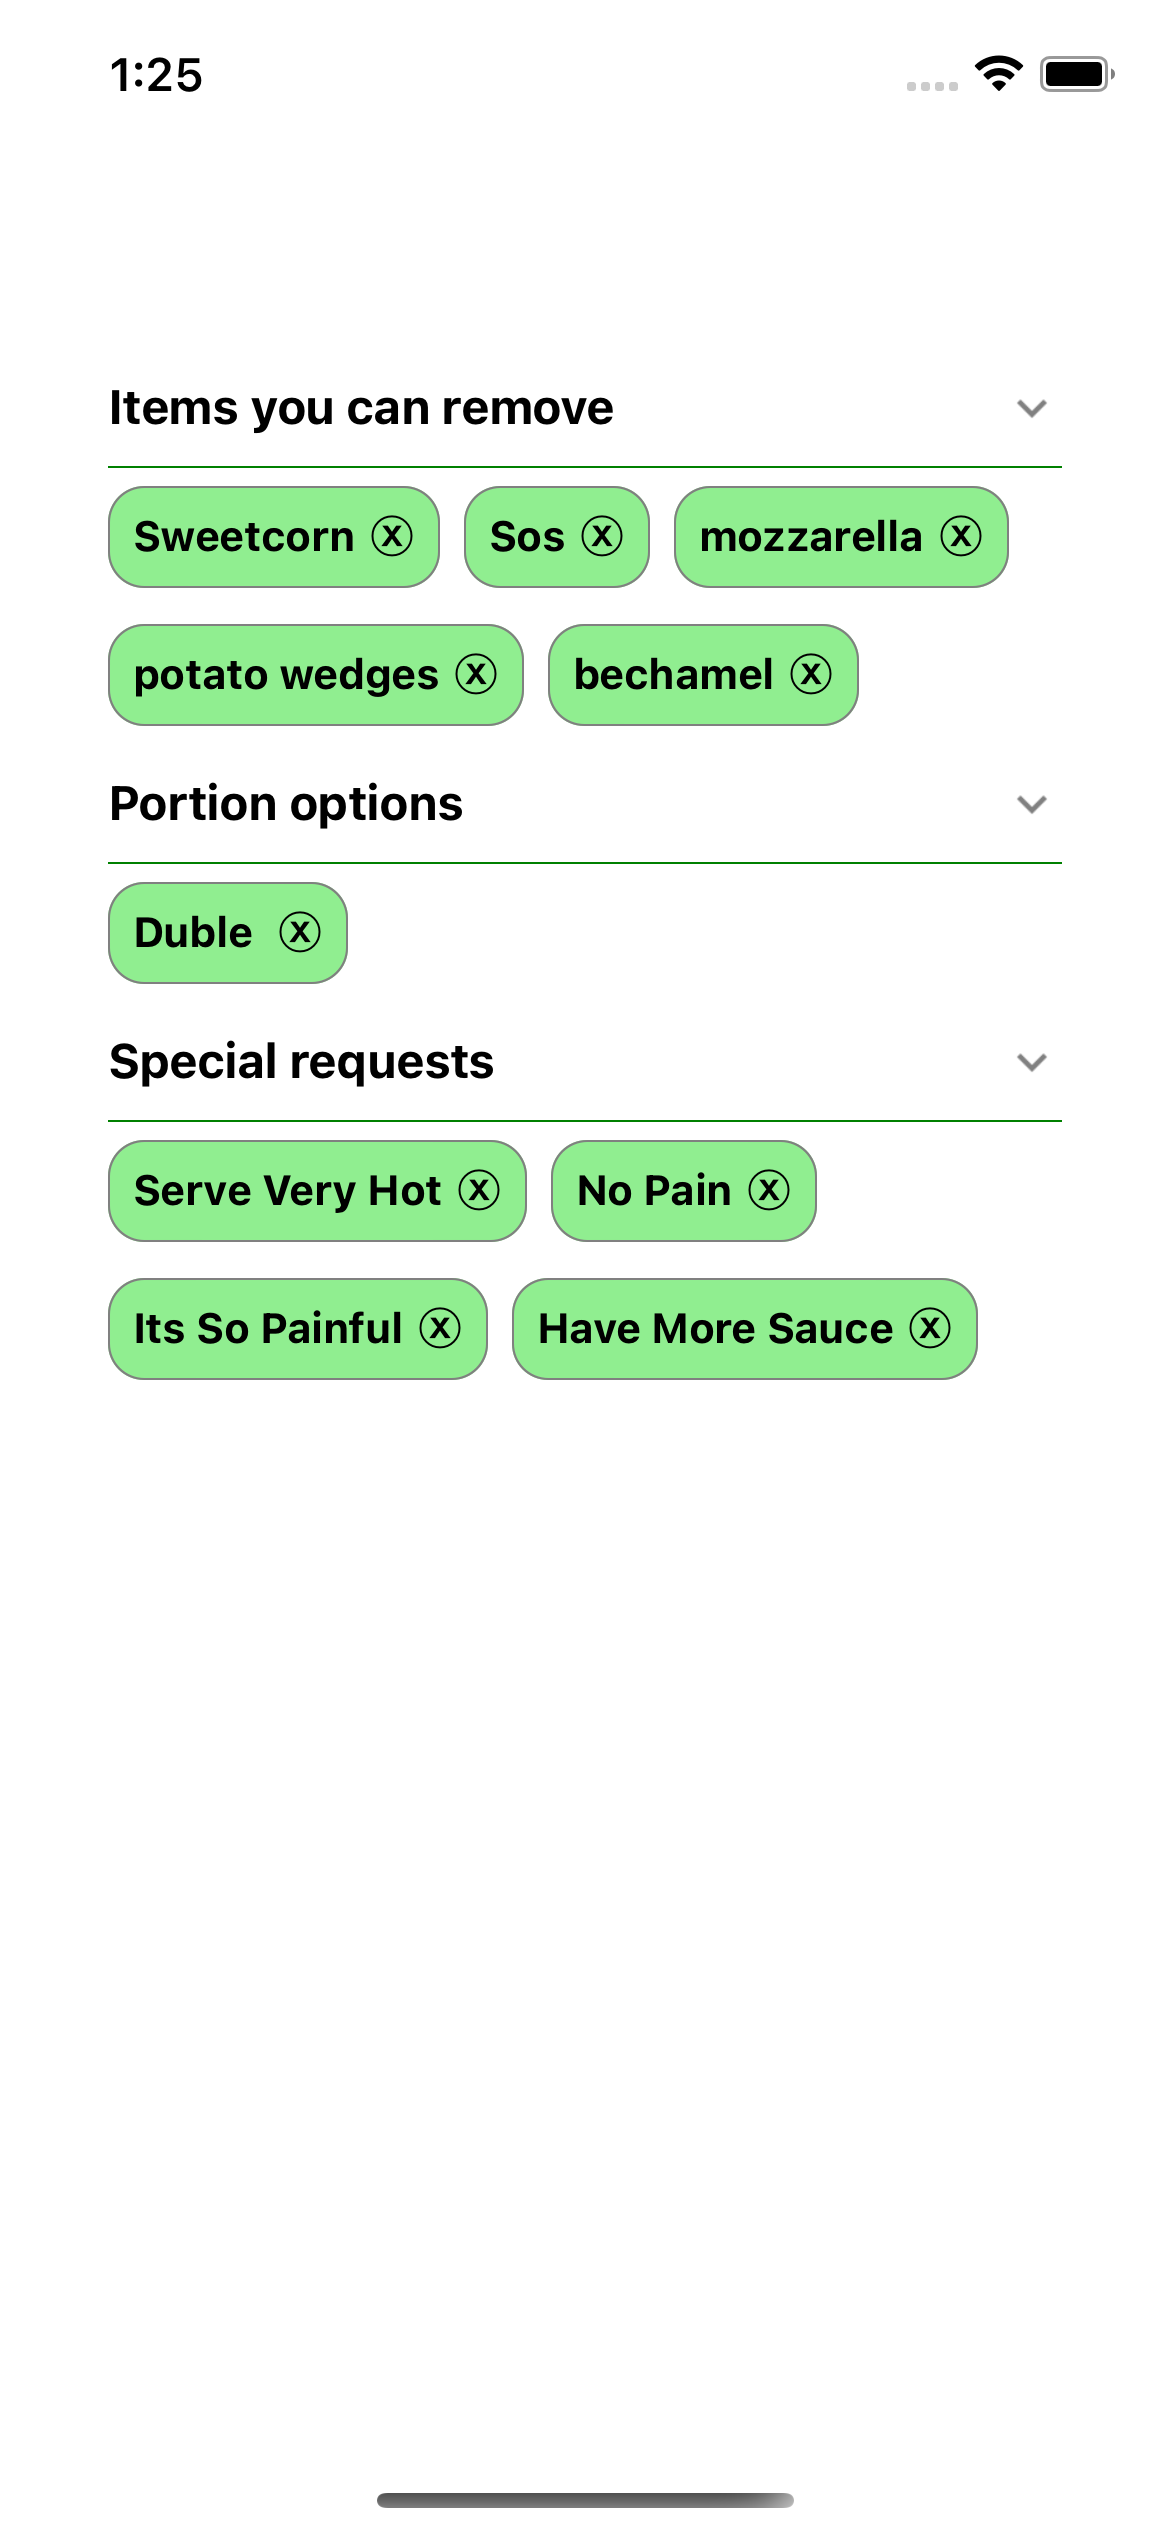 1:25
Items you can remove
Sweetcorn ⓧ Sos ⓧ mozzarella ⓧ
potato wedges ⓧ bechamel ⓧ
Portion options
Duble ⓧ
Special requests
Serve Very Hot ⓧ No Pain ⓧ
Its So Painful ⓧ Have More Sauce ⓧ